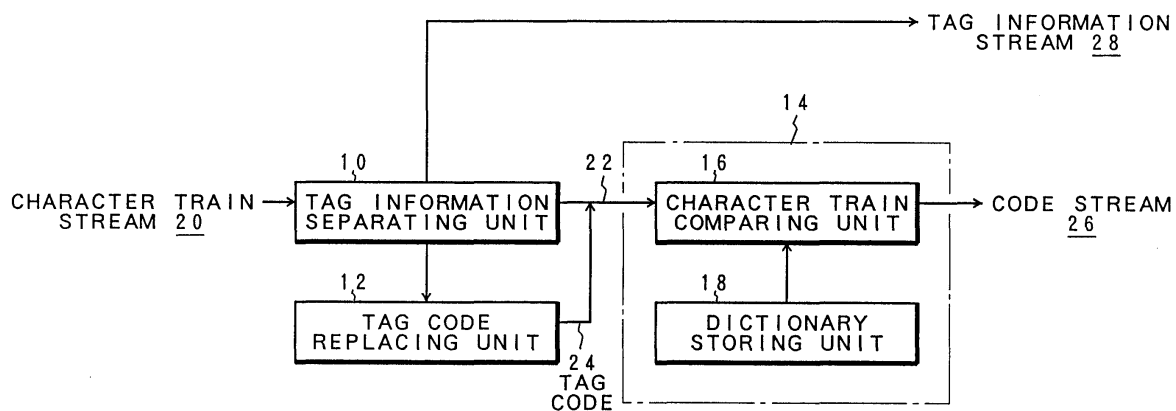 TAG INFORMATION
STREAM 28
14
10
22
16
CHARACTER TRAIN
STREAM 20
TAG INFORMATION
SEPARATING UNIT
CHARACTER TRAIN
COMPARING UNIT
CODE STREAM
26
12
18
TAG CODE
REPLACING UNIT
DICTIONARY
STORING UNIT
24
TAG
CODE